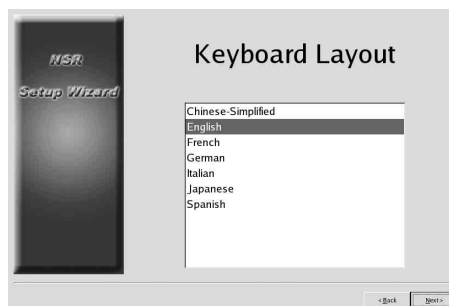 NSR
Setup Wizard
Keyboard Layout
Chinese-Simplified
English
French
German
Italian
Japanese
Spanish
< Back
Next >